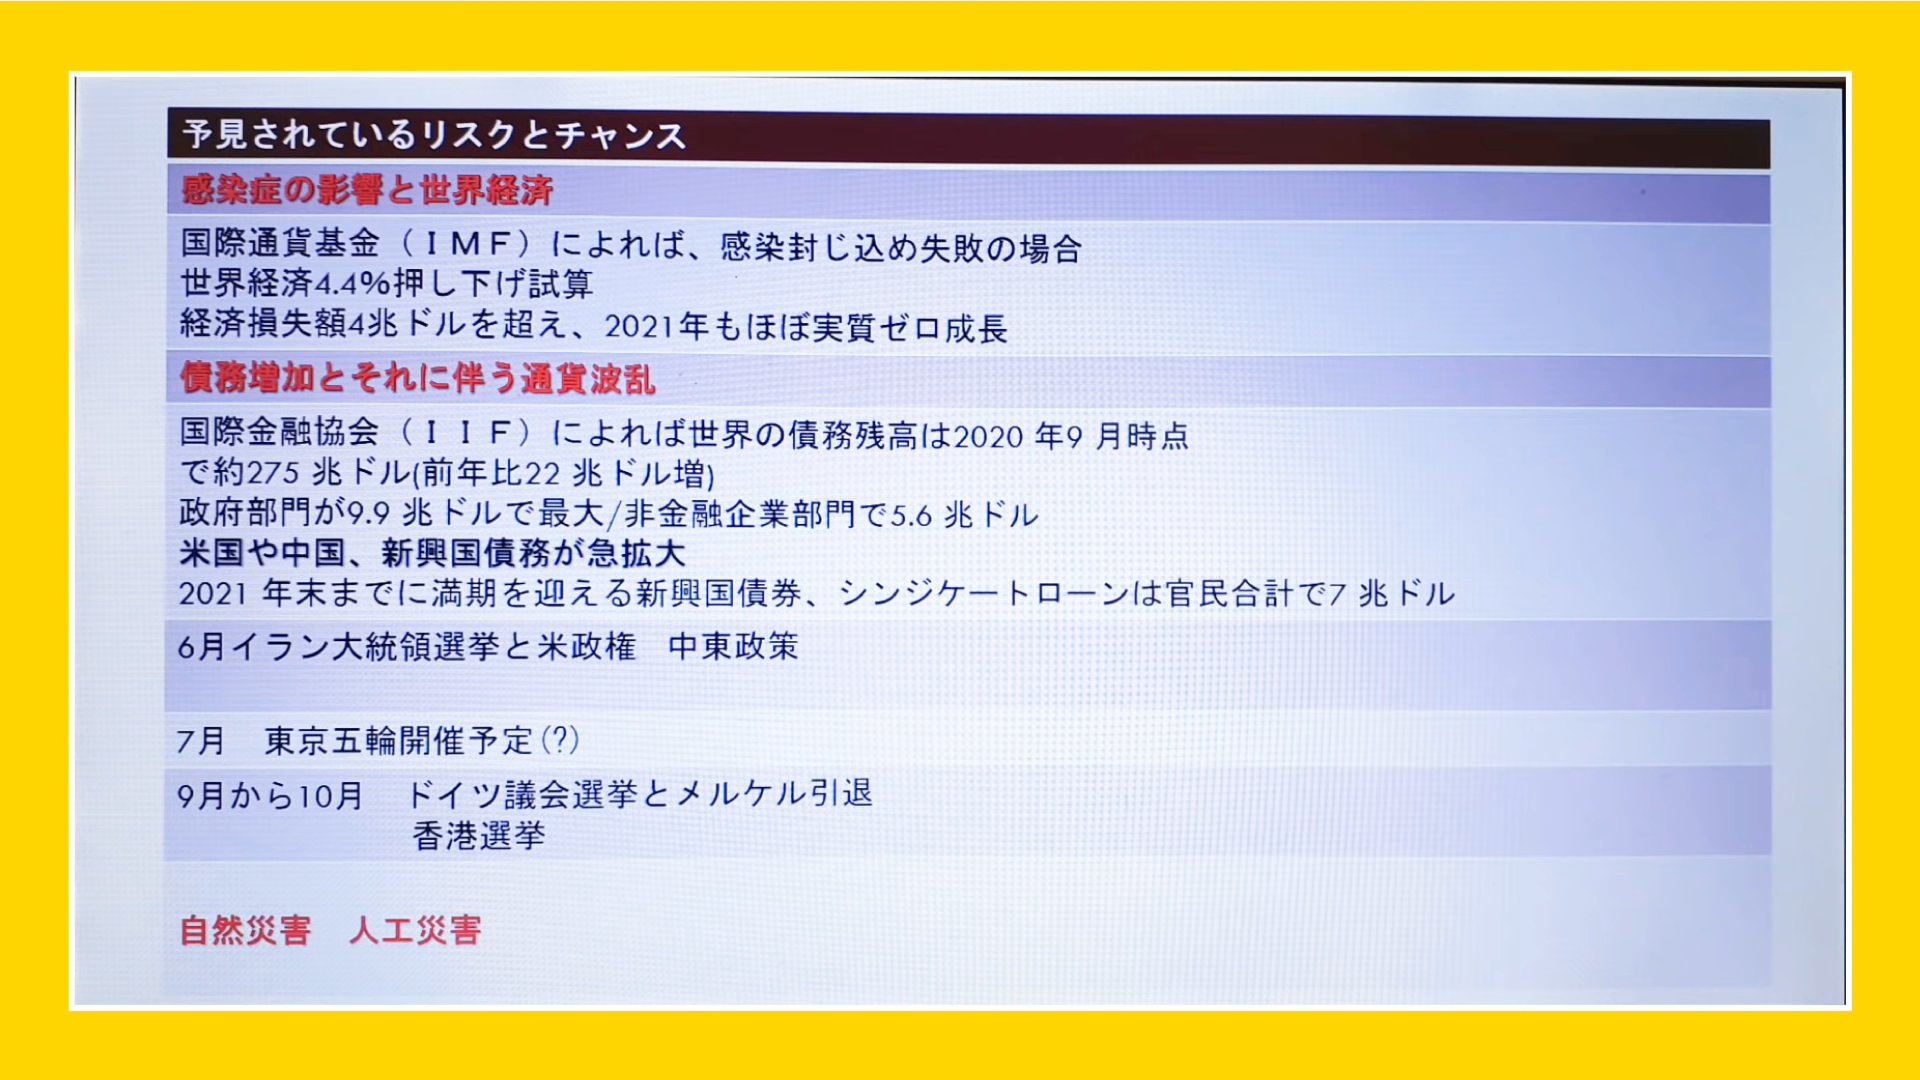 予見されているリスクとチャンス
感染症の影響と世界経済
国際通貨基金（ＩＭＦ）によれば、感染封じ込め失敗の場合
世界経済4.4%押し下げ試算
経済損失額4兆ドルを超え、2021年もほぼ実質ゼロ成長
債務増加とそれに伴う通貨波乱
国際金融協会（ＩＩＦ）によれば世界の債務残高は2020 年9 月時点
で約275 兆ドル(前年比22 兆ドル増)
政府部門が9.9 兆ドルで最大/非金融企業部門で5.6 兆ドル
米国や中国、新興国債務が急拡大
2021 年末までに満期を迎える新興国債券、シンジケートローンは官民合計で7 兆ドル
6月イラン大統領選挙と米政権　中東政策
7月　東京五輪開催予定(?)
9月から10月　ドイツ議会選挙とメルケル引退
香港選挙
自然災害　人工災害